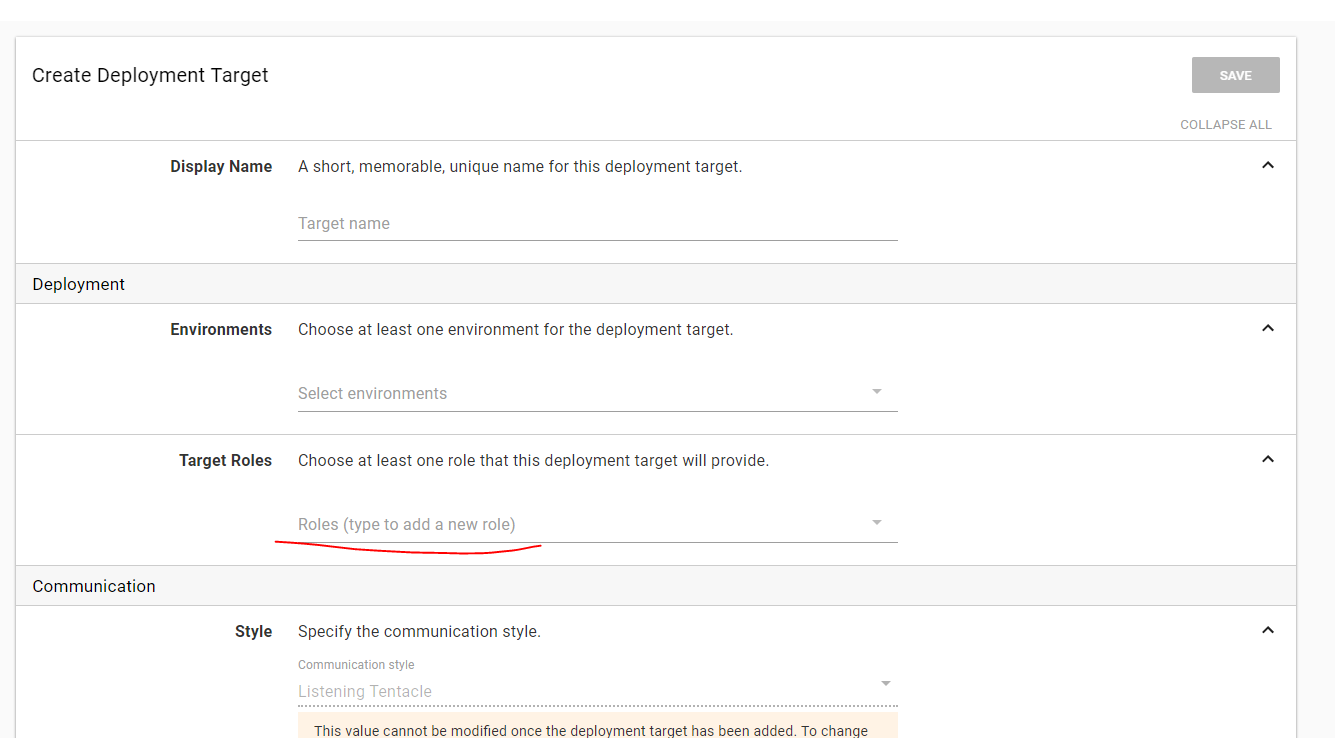 Create Deployment Target
SAVE
COLLAPSE ALL
Display Name
A short, memorable, unique name for this deployment target.
Target name
Deployment
Environments
Choose at least one environment for the deployment target.
Select environments
Target Roles
Choose at least one role that this deployment target will provide.
Roles (type to add a new role)
Communication
Style
Specify the communication style.
Communication style
Listening Tentacle
This value cannot be modified once the deployment target has been added. To change